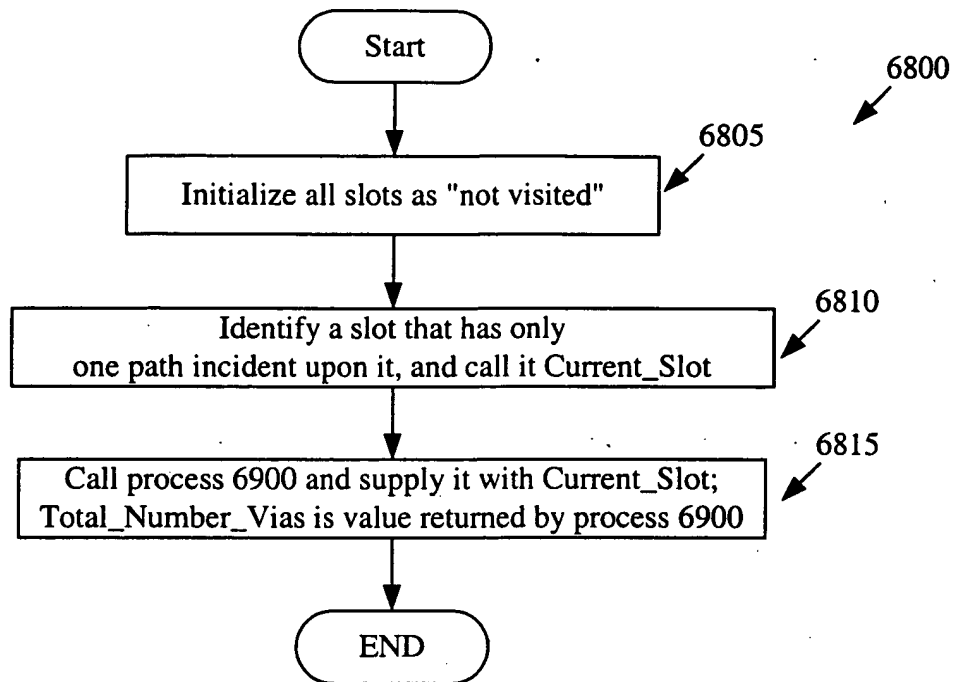 Start
6800
6805
Initialize all slots as "not visited"
6810
Identify a slot that has only
one path incident upon it, and call it Current_Slot
6815
Call process 6900 and supply it with Current_Slot;
Total_Number_Vias is value returned by process 6900
END